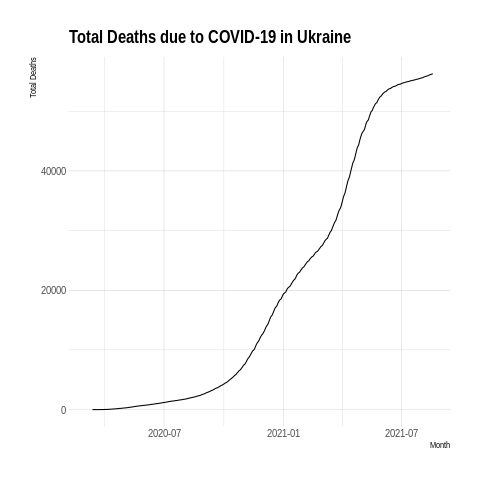 Total Deaths due to COVID-19 in Ukraine
Total Deaths
40000
20000
0
2020-07
2021-01
2021-07
Month